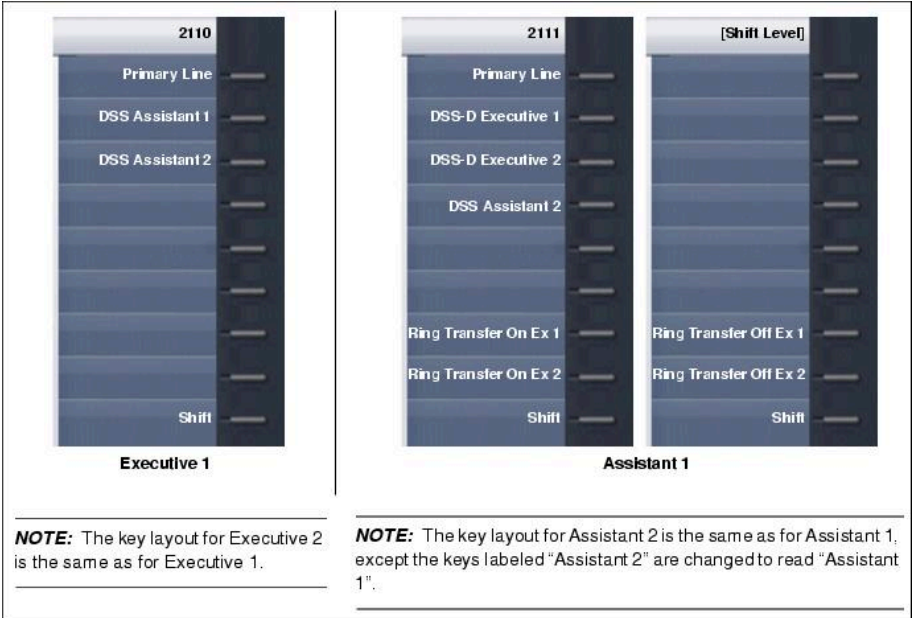 2110
Primary Line
DSS Assistant 1
DSS Assistant 2
Shift
Executive 1
2111
Primary Line
DSS-D Executive 1
DSS-D Executive 2
DSS Assistant 2
Ring Transfer On Ex 1
Ring Transfer On Ex 2
Shift
[Shift Level]
Ring Transfer Off Ex 1
Ring Transfer Off Ex 2
Shift
Assistant 1
NOTE: The key layout for Executive 2
is the same as for Executive 1.
NOTE: The key layout for Assistant 2 is the same as for Assistant 1,
except the keys labeled “Assistant 2” are changed to read “Assistant
1”.